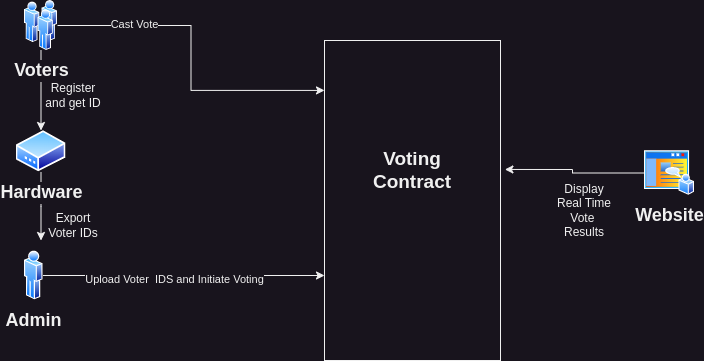 Cast Vote
Voters
Register
and get ID
Hardware
Export
Voter IDs
Admin
Upload Voter  IDS and Initiate Voting
Voting
Contract
Display
Real Time
Vote
Results
Website